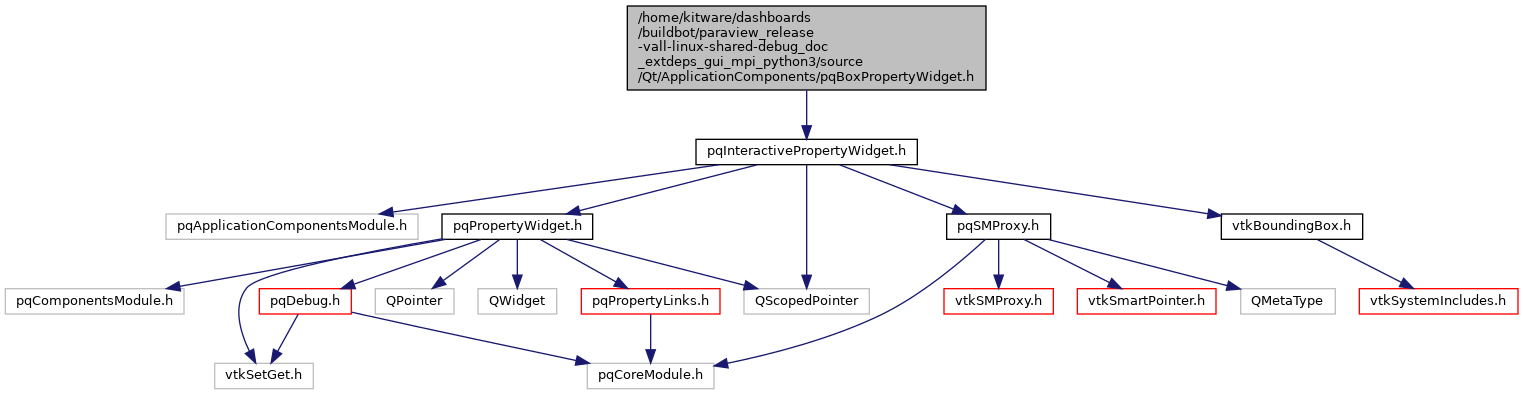 /home/kitware/dashboards
/buildbot/paraview_release
-vall-linux-shared-debug_doc
_extdeps_gui_mpi_python3/source
/Qt/ApplicationComponents/pqBoxPropertyWidget.h
pqInteractivePropertyWidget.h
pqApplicationComponentsModule.h
pqPropertyWidget.h
pqSMProxy.h
vtkBoundingBox.h
pqComponentsModule.h
pqDebug.h
QPointer
QWidget
pqPropertyLinks.h
QScopedPointer
vtkSMProxy.h
vtkSmartPointer.h
QMetaType
vtkSystemIncludes.h
vtkSetGet.h
pqCoreModule.h